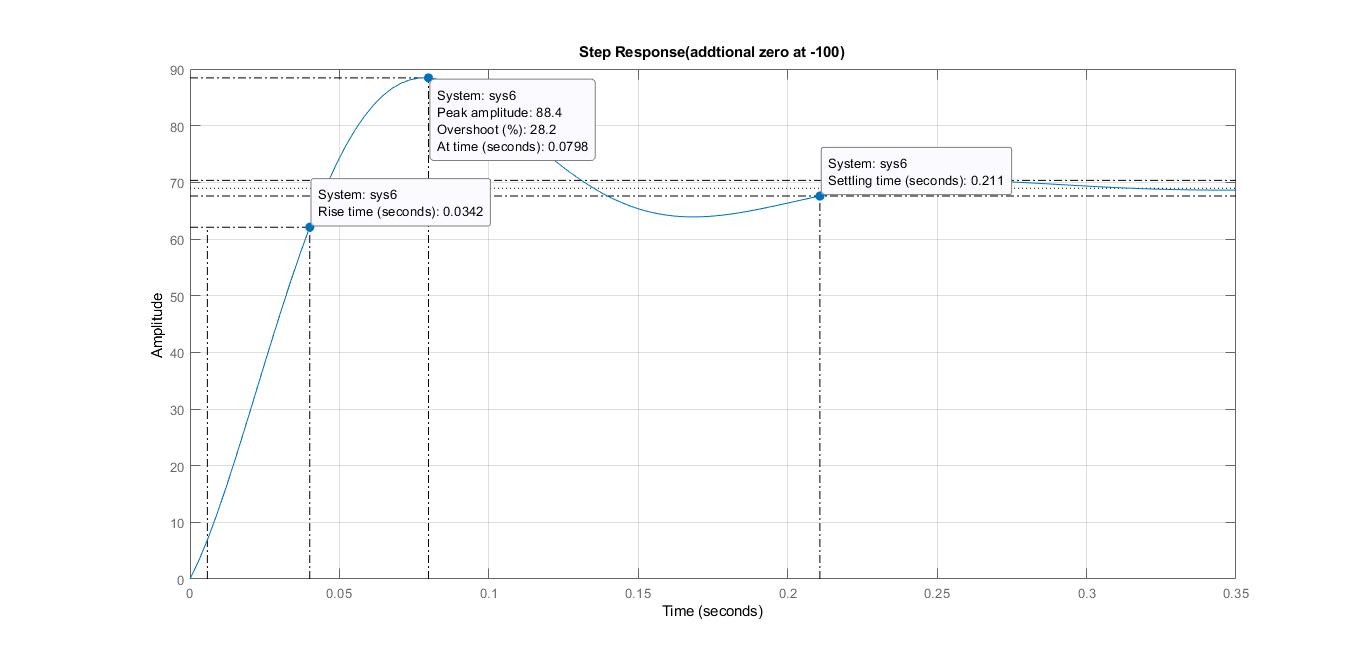 Step Response(addtional zero at -100)
90
80
70
60
50
40
30
20
10
0
Amplitude
System: sys6
Peak amplitude: 88.4
Overshoot (%): 28.2
At time (seconds): 0.0798
System: sys6
Settling time (seconds): 0.211
System: sys6
Rise time (seconds): 0.0342
0 0.05 0.1 0.15 0.2 0.25 0.3 0.35
Time (seconds)